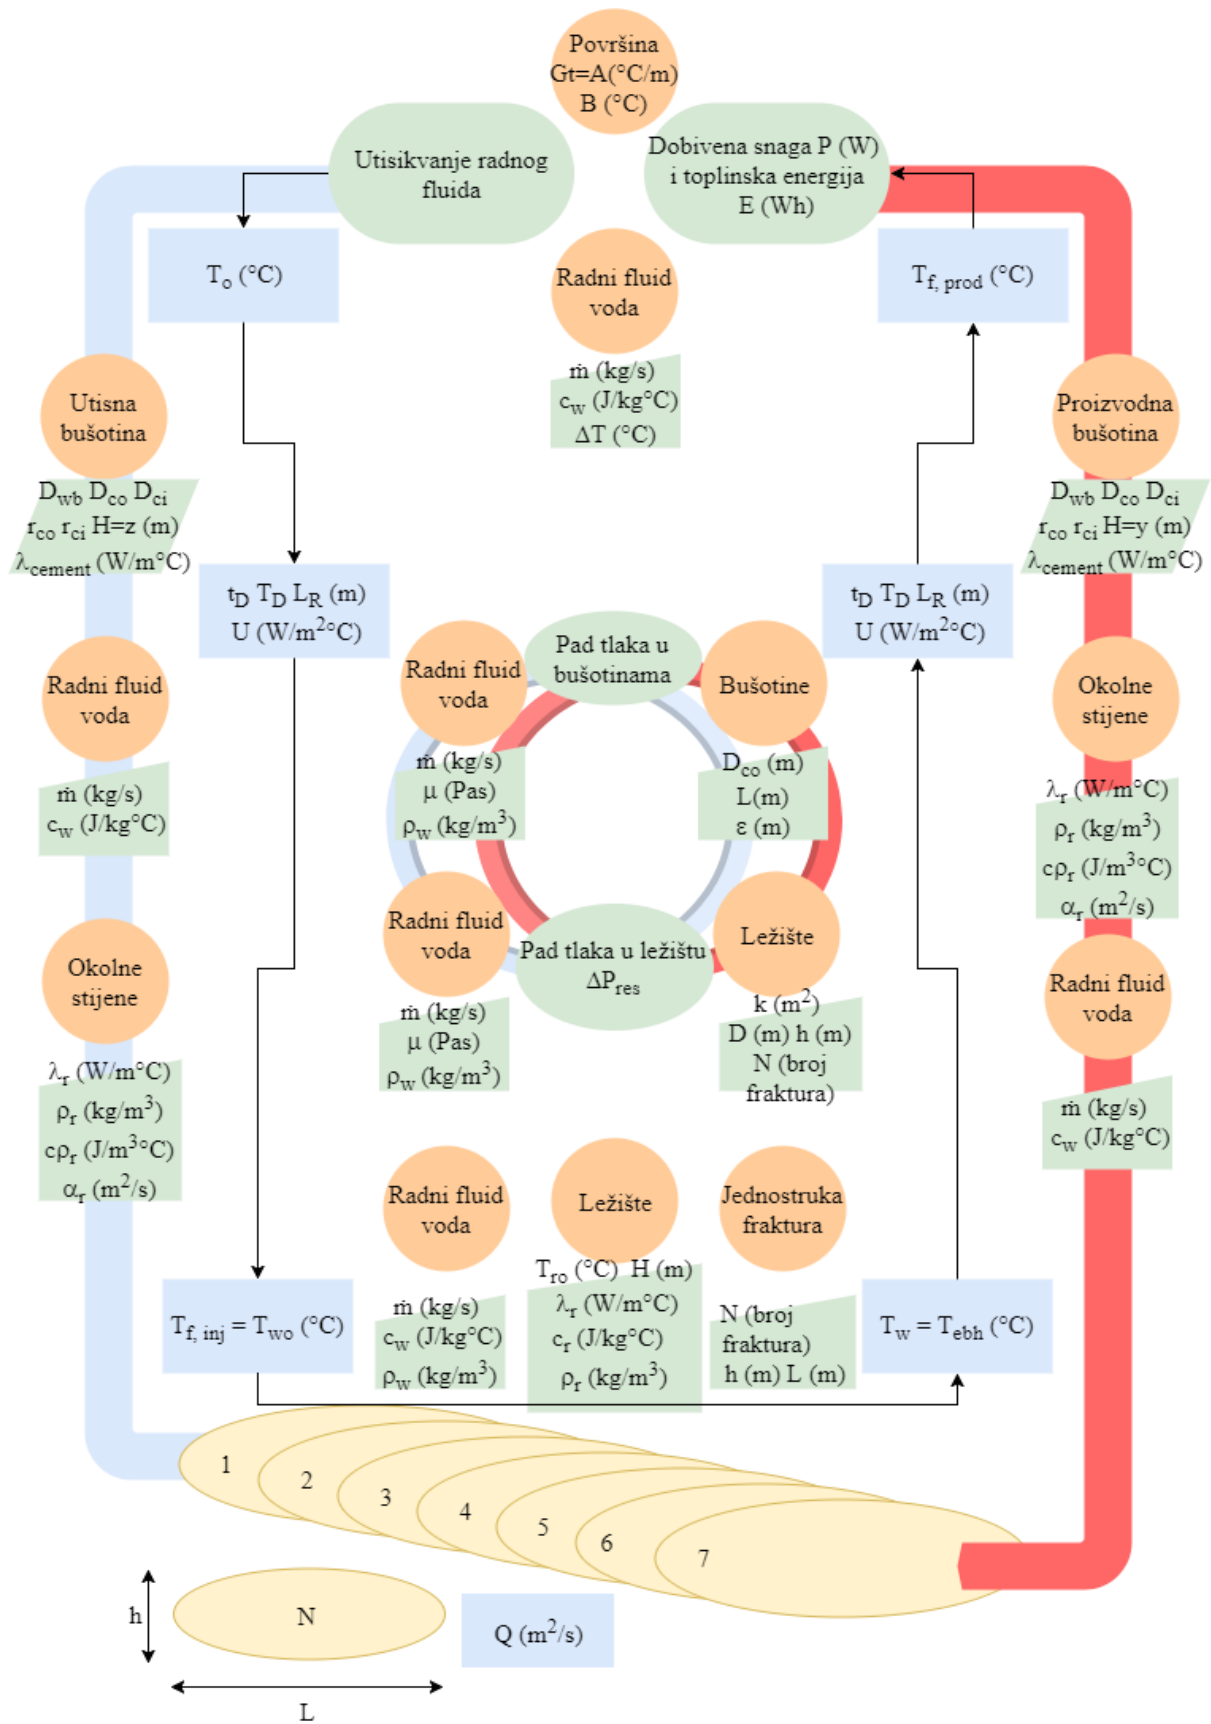 Površina
Gt=A(°C/m)
B (°C)
Utisikvanje radnog
fluida
Dobivena snaga P (W)
i toplinska energija
E (Wh)
T₀ (°C)
Radni fluid
voda
ṁ (kg/s)
c_w (J/kg°C)
ΔT (°C)
T_f, prod (°C)
Utisna
bušotina
D_wb D_co D_ci
r_co r_ci H=z (m)
λ_cement (W/m°C)
Proizvodna
bušotina
D_wb D_co D_ci
r_co r_ci H=y (m)
λ_cement (W/m°C)
t_D T_D L_R (m)
U (W/m²°C)
t_D T_D L_R (m)
U (W/m²°C)
Radni fluid
voda
ṁ (kg/s)
c_w (J/kg°C)
Radni fluid
voda
ṁ (kg/s)
μ (Pas)
ρ_w (kg/m³)
Pad tlaka u
bušotinama
Bušotine
D_co (m)
L(m)
ε (m)
Okolne
stijene
λ_r (W/m°C)
ρ_r (kg/m³)
cρ_r (J/m³°C)
α_r (m²/s)
Okolne
stijene
λ_r (W/m°C)
ρ_r (kg/m³)
cρ_r (J/m³°C)
α_r (m²/s)
Radni fluid
voda
ṁ (kg/s)
μ (Pas)
ρ_w (kg/m³)
Pad tlaka u ležištu
ΔP_res
Ležište
k (m²)
D (m) h (m)
N (broj
fraktura)
Radni fluid
voda
ṁ (kg/s)
c_w (J/kg°C)
Radni fluid
voda
ṁ (kg/s)
c_w (J/kg°C)
ρ_w (kg/m³)
Ležište
T_ro (°C) H (m)
λ_r (W/m°C)
c_r (J/kg°C)
ρ_r (kg/m³)
Jednostruka
fraktura
N (broj
fraktura)
h (m) L (m)
T_f, inj = T_wo (°C)
T_w = T_ebh (°C)
1
2
3
4
5
6
7
h
N
L
Q (m²/s)